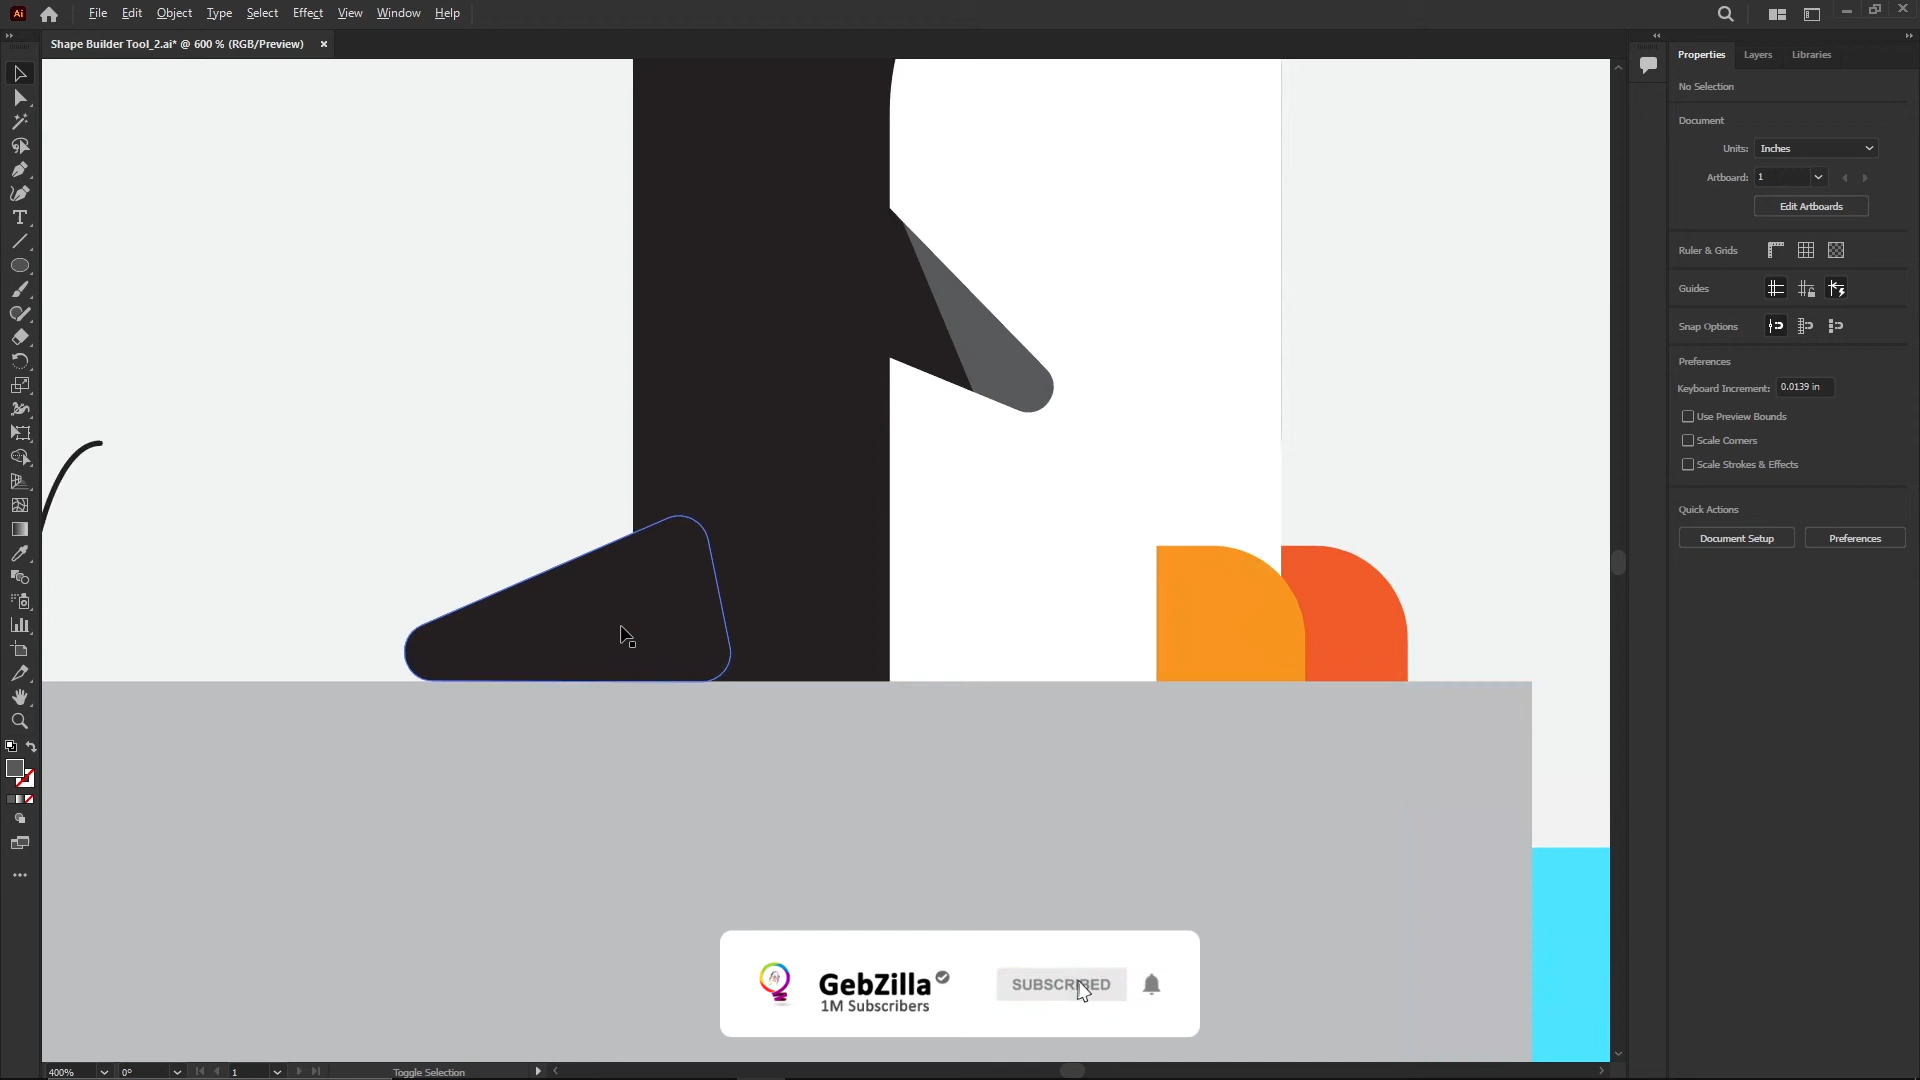 Ai File Edit Object Type Select Effect View Window Help
Shape Builder Tool_2.ai* @ 600 % (RGB/Preview) ×
Properties Layers Libraries
No Selection
Document
Units: Inches
Artboard: 1
Edit Artboards
Ruler & Grids
Guides
Snap Options
Preferences
Keyboard Increment: 0.0139 in
Use Preview Bounds
Scale Corners
Scale Strokes & Effects
Quick Actions
Document Setup Preferences
GebZilla
1M Subscribers
SUBSCRIBED
400% 0° 1 Toggle Selection